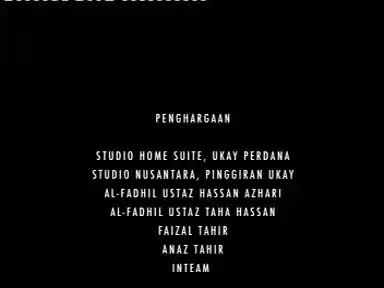 PENGHARGAAN
STUDIO HOME SUITE, UKAY PERDANA
STUDIO NUSANTARA, PINGGIRAN UKAY
AL-FADHIL USTAZ HASSAN AZHARI
AL-FADHIL USTAZ TAHA HASSAN
FAIZAL TAHIR
ANAZ TAHIR
INTEAM